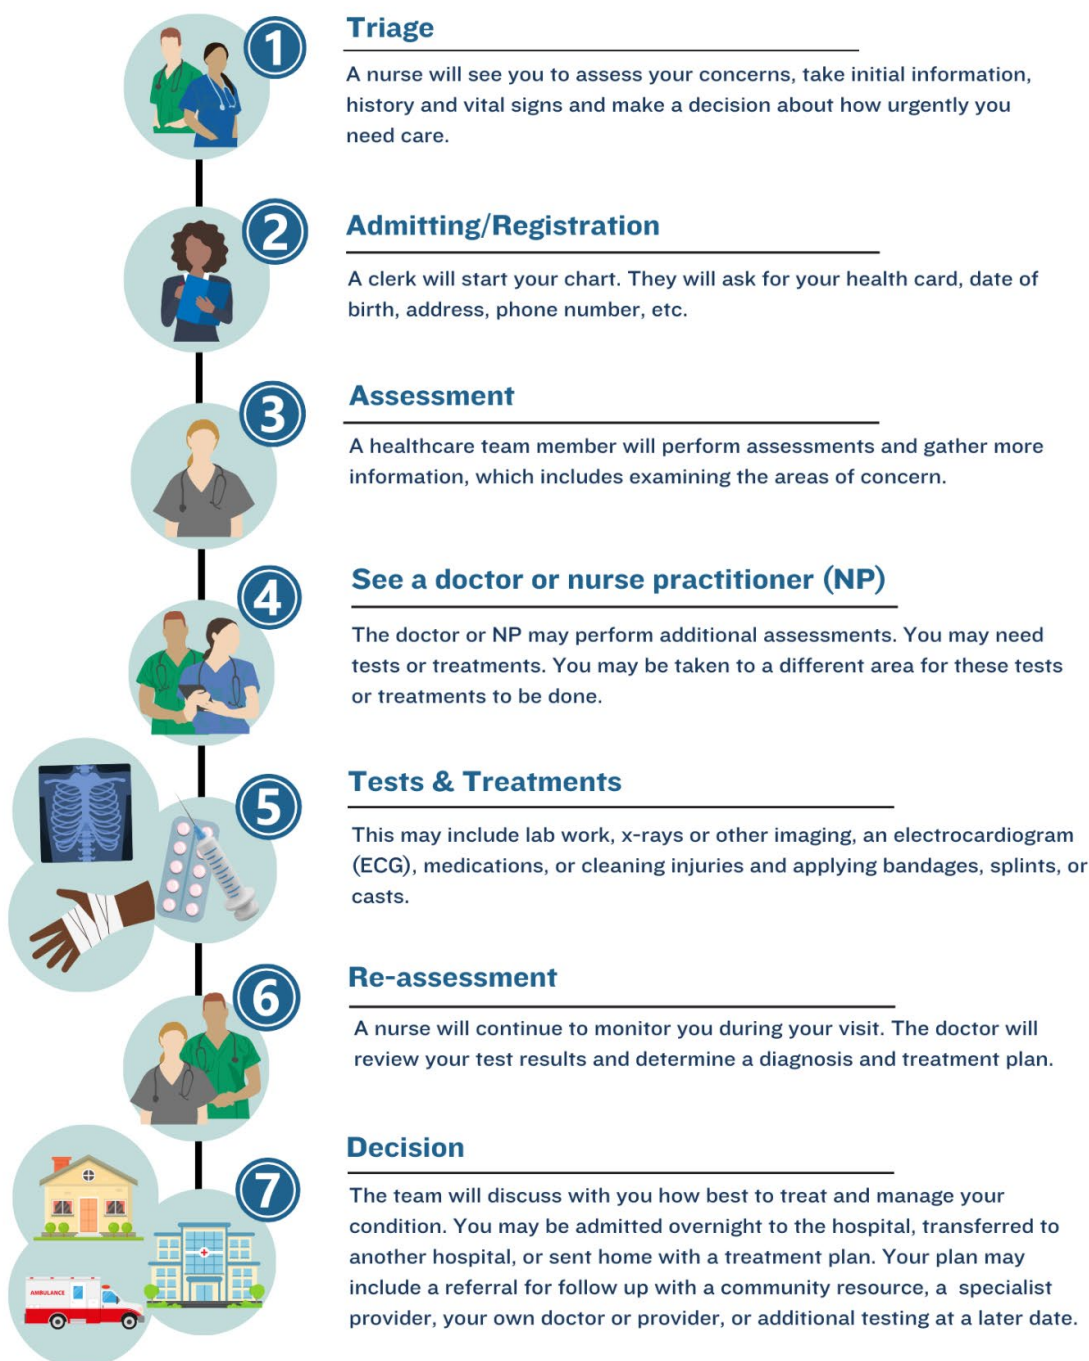 1
Triage
A nurse will see you to assess your concerns, take initial information,
history and vital signs and make a decision about how urgently you
need care.
2
Admitting/Registration
A clerk will start your chart. They will ask for your health card, date of
birth, address, phone number, etc.
3
Assessment
A healthcare team member will perform assessments and gather more
information, which includes examining the areas of concern.
4
See a doctor or nurse practitioner (NP)
The doctor or NP may perform additional assessments. You may need
tests or treatments. You may be taken to a different area for these tests
or treatments to be done.
5
Tests & Treatments
This may include lab work, x-rays or other imaging, an electrocardiogram
(ECG), medications, or cleaning injuries and applying bandages, splints, or
casts.
6
Re-assessment
A nurse will continue to monitor you during your visit. The doctor will
review your test results and determine a diagnosis and treatment plan.
7
Decision
The team will discuss with you how best to treat and manage your
condition. You may be admitted overnight to the hospital, transferred to
another hospital, or sent home with a treatment plan. Your plan may
include a referral for follow up with a community resource, a specialist
provider, your own doctor or provider, or additional testing at a later date.
AMBULANCE